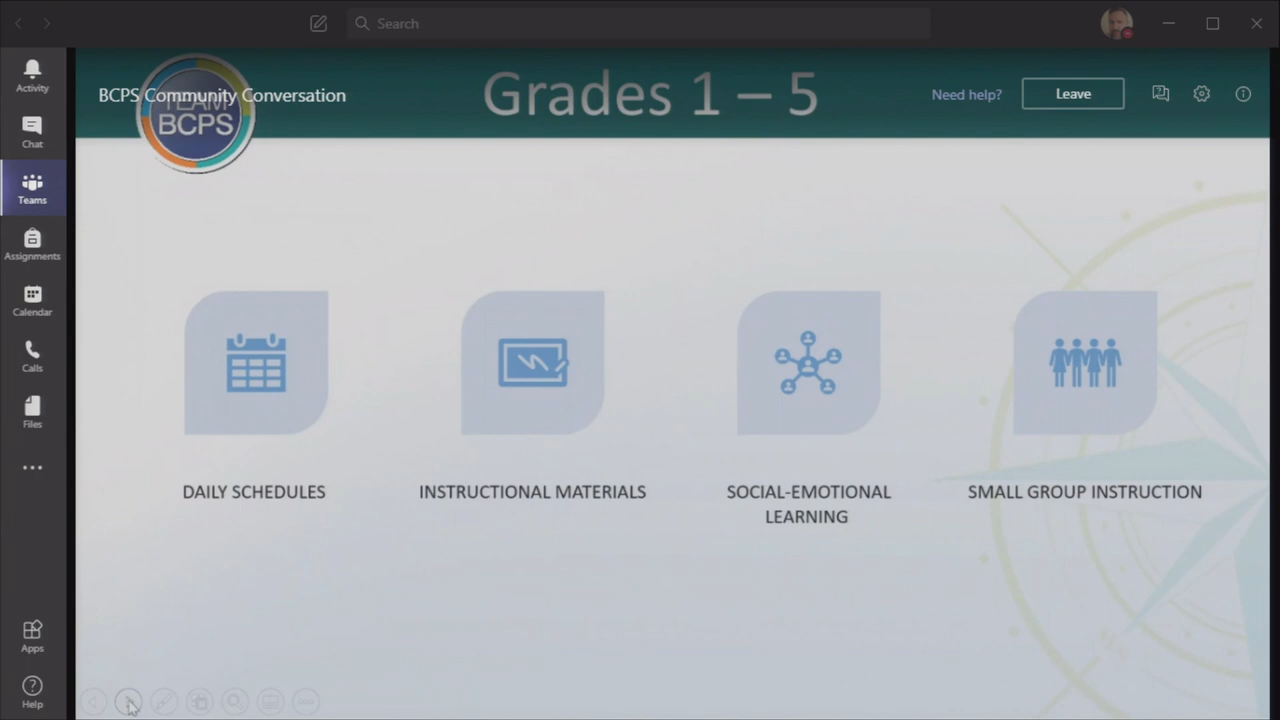 Search
BCPS Community Conversation
TEAM
BCPS
Grades 1 – 5
Need help?
Leave
Activity
Chat
Teams
Assignments
Calendar
Calls
Files
DAILY SCHEDULES
INSTRUCTIONAL MATERIALS
SOCIAL-EMOTIONAL
LEARNING
SMALL GROUP INSTRUCTION
Apps
Help